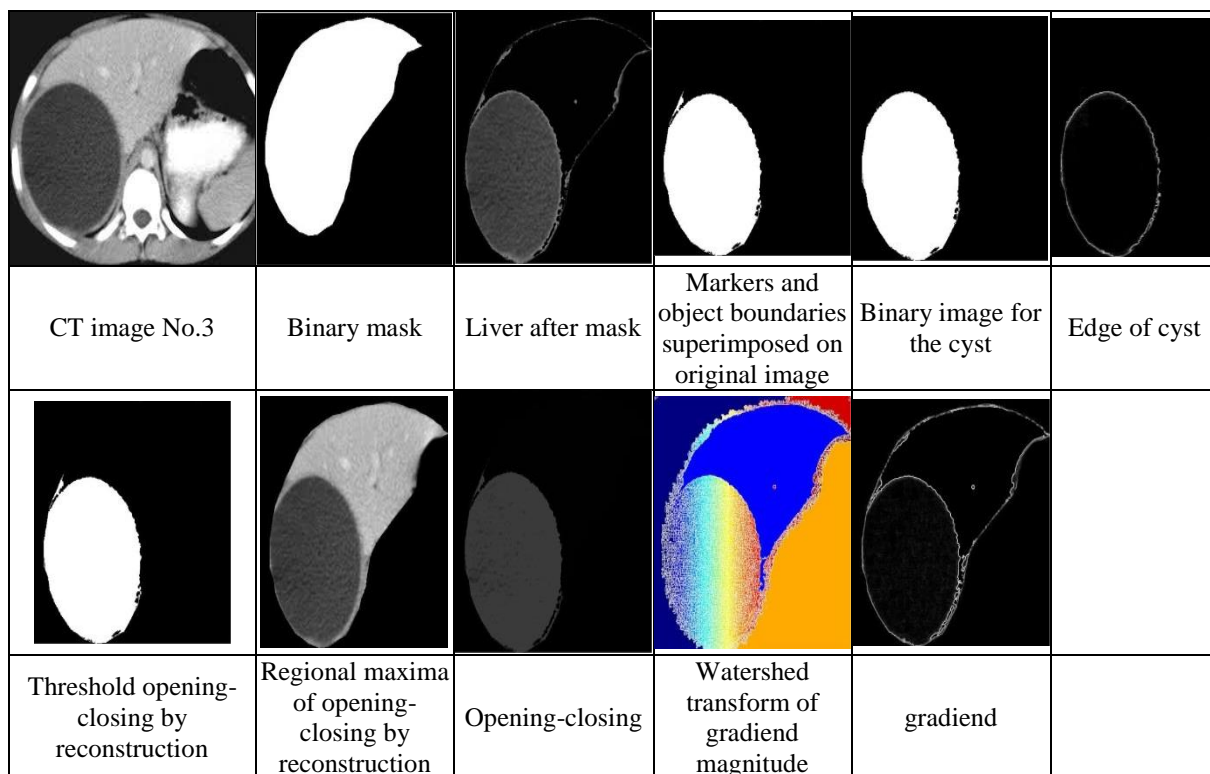 CT image No.3
Binary mask
Liver after mask
Markers and
object boundaries
superimposed on
original image
Binary image for
the cyst
Edge of cyst
Threshold opening-
closing by
reconstruction
Regional maxima
of opening-
closing by
reconstruction
Opening-closing
Watershed
transform of
gradiend
magnitude
gradiend